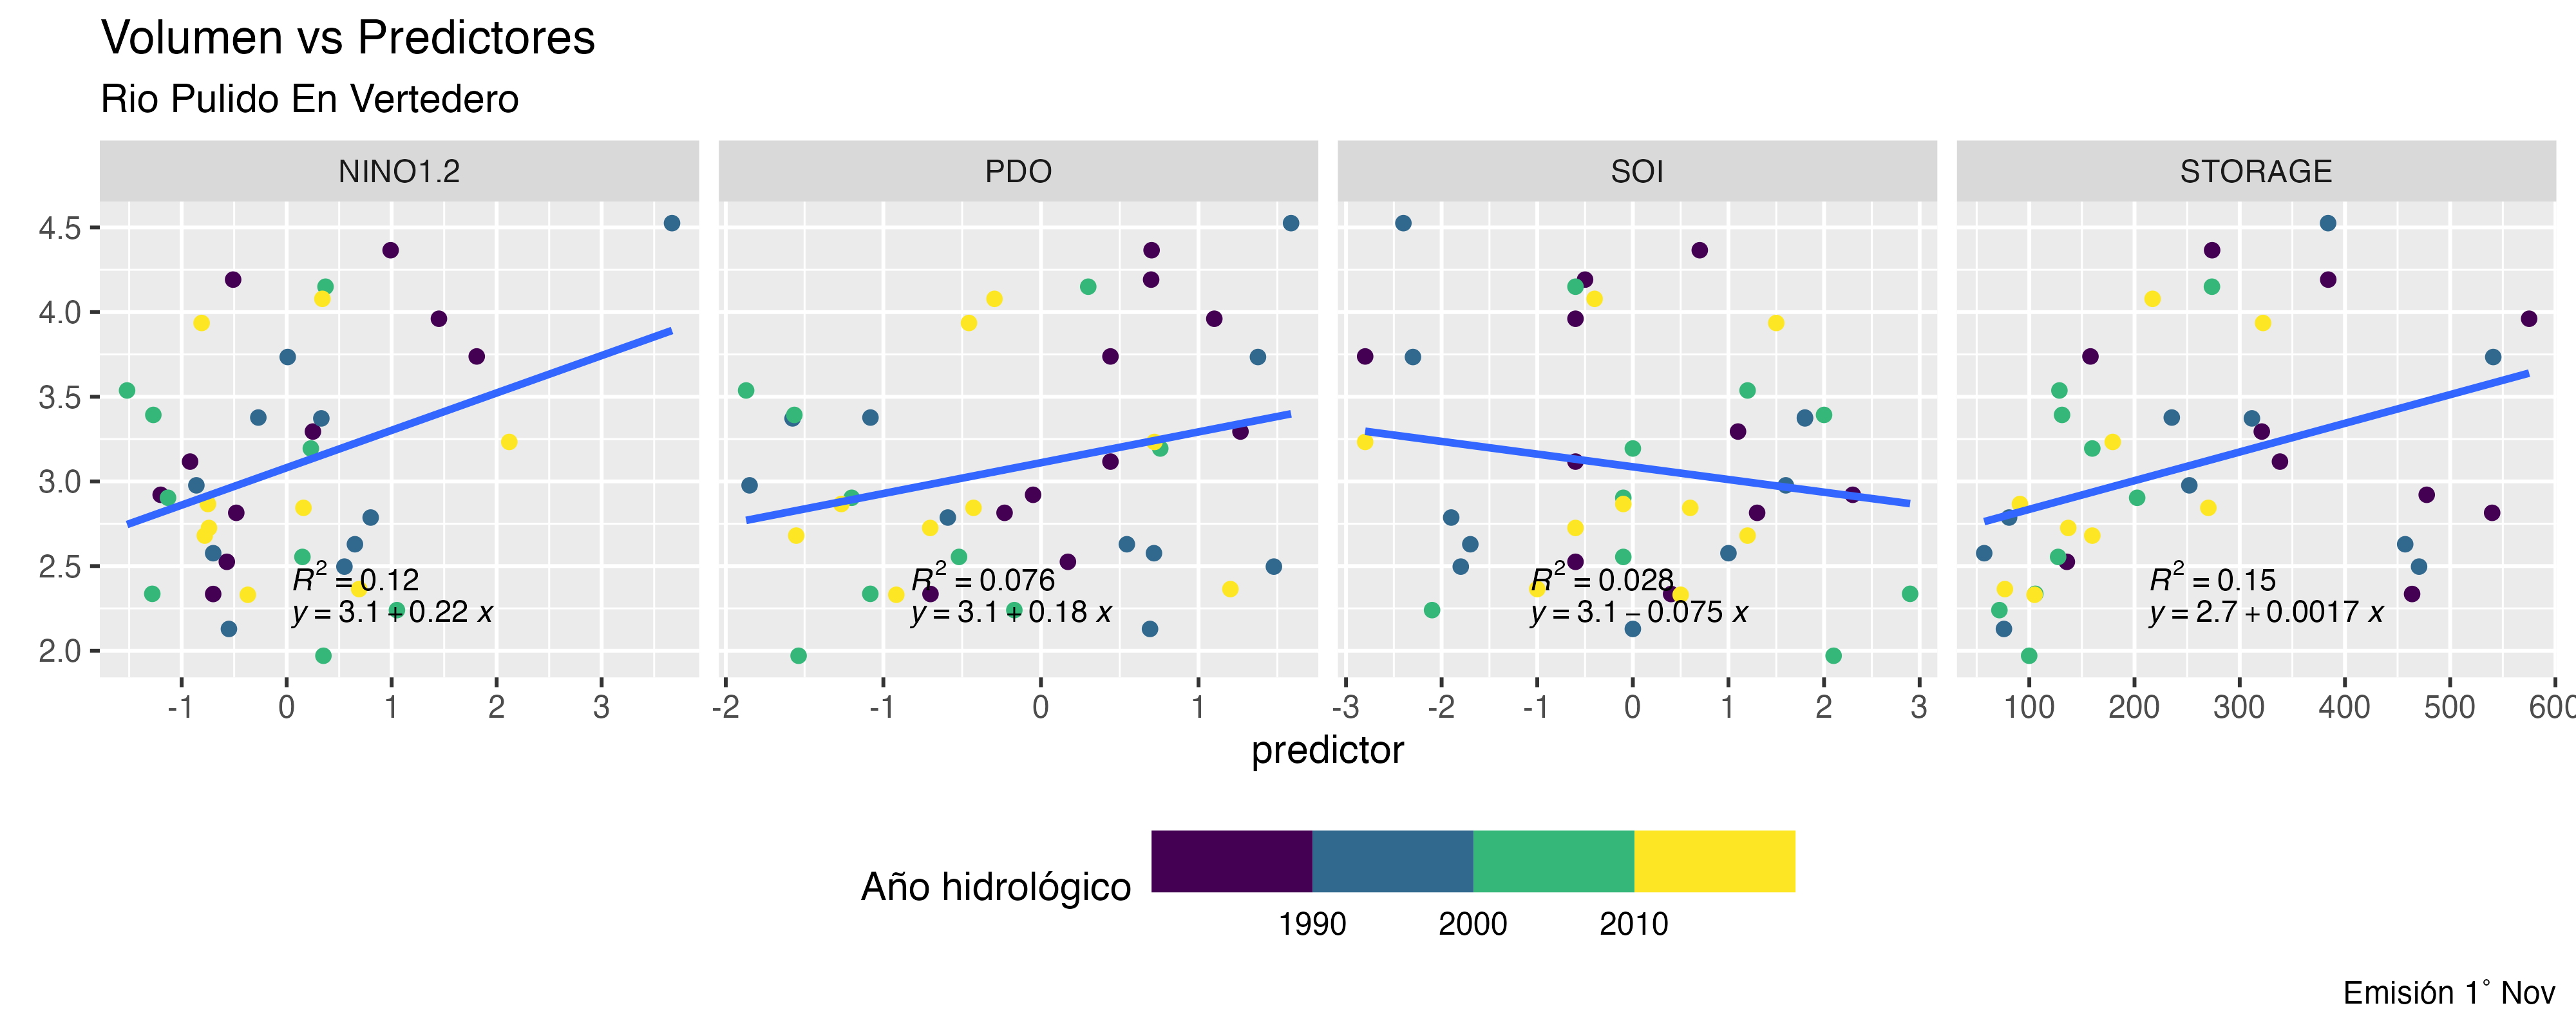 Volumen vs Predictores
Rio Pulido En Vertedero
NINO1.2 PDO SOI STORAGE
4.5
4.0
3.5
3.0
2.5
2.0
R² = 0.12 R² = 0.076 R² = 0.028 R² = 0.15
y = 3.1 + 0.22 x y = 3.1 + 0.18 x y = 3.1 − 0.075 x y = 2.7 + 0.0017 x
-1 0 1 2 3 -2 -1 0 1 -3 -2 -1 0 1 2 3 100 200 300 400 500 600
predictor
Año hidrológico
1990 2000 2010
Emisión 1° Nov